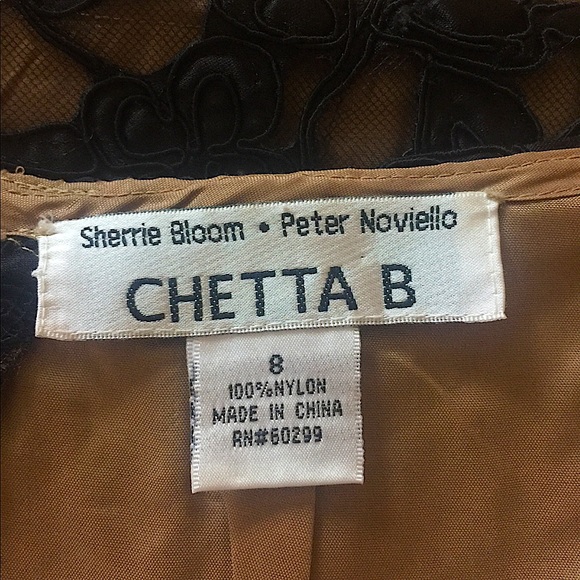 Sherrie Bloom • Peter Noviello
CHETTA B
8
100%NYLON
MADE IN CHINA
RN#60299